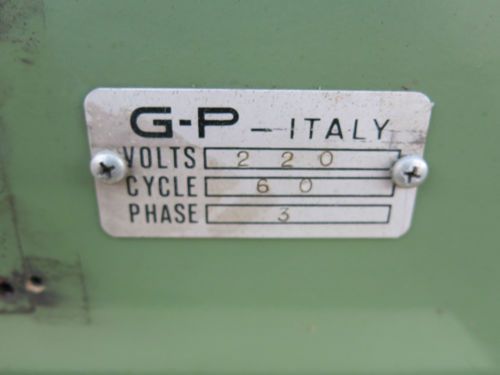 G-P - ITALY
VOLTS 220
CYCLE 60
PHASE 3